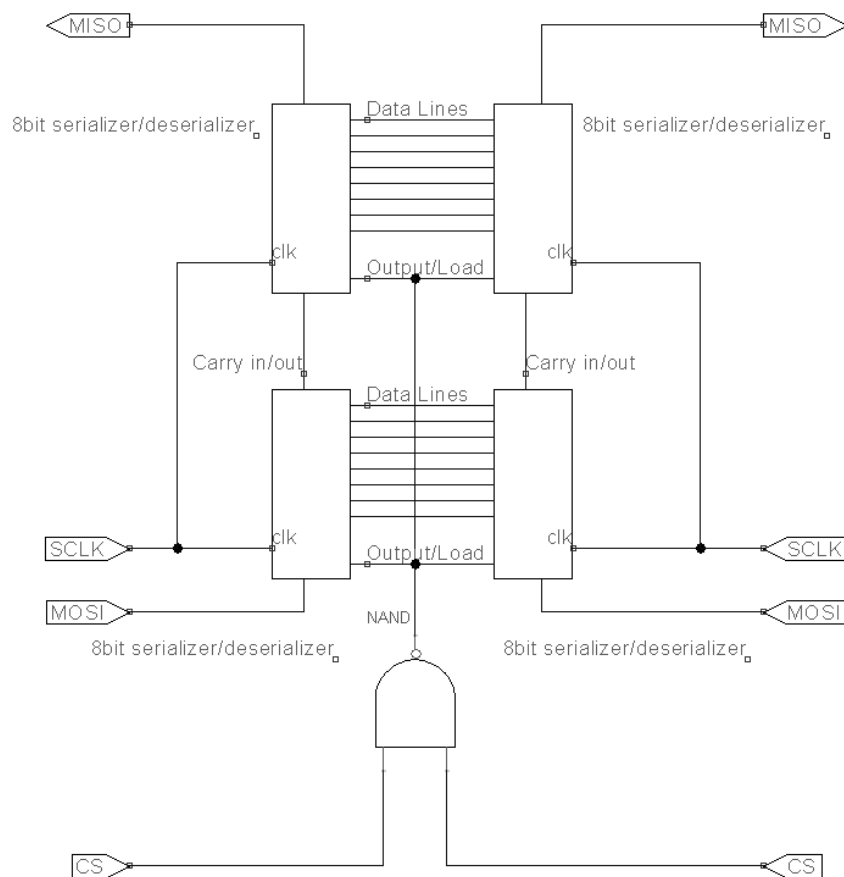 MISO
MISO
Data Lines
8bit serializer/deserializer
8bit serializer/deserializer
clk
clk
Output/Load
Carry in/out
Carry in/out
Data Lines
clk
clk
SCLK
SCLK
Output/Load
MOSI
MOSI
NAND
8bit serializer/deserializer
8bit serializer/deserializer
CS
CS